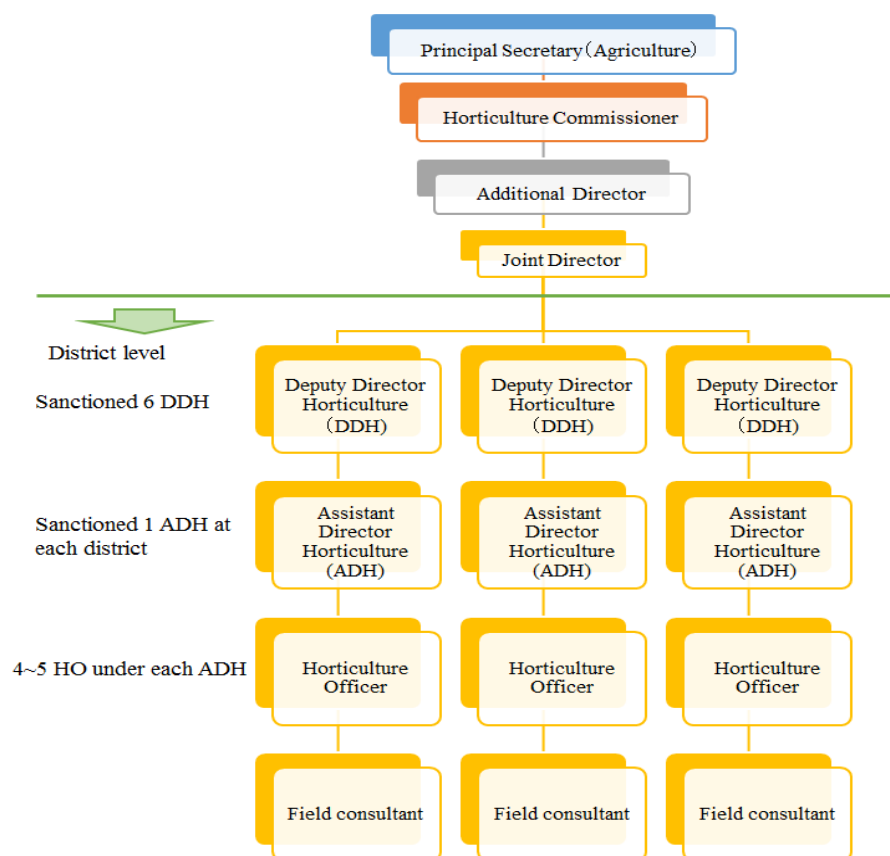 Principal Secretary（Agriculture）
Horticulture Commissioner
Additional Director
Joint Director
District level
Sanctioned 6 DDH
Deputy Director
Horticulture
（DDH)
Deputy Director
Horticulture
（DDH)
Deputy Director
Horticulture
（DDH)
Sanctioned 1 ADH at
each district
Assistant
Director
Horticulture
(ADH)
Assistant
Director
Horticulture
(ADH)
Assistant
Director
Horticulture
(ADH)
4~5 HO under each ADH
Horticulture
Officer
Horticulture
Officer
Horticulture
Officer
Field consultant
Field consultant
Field consultant